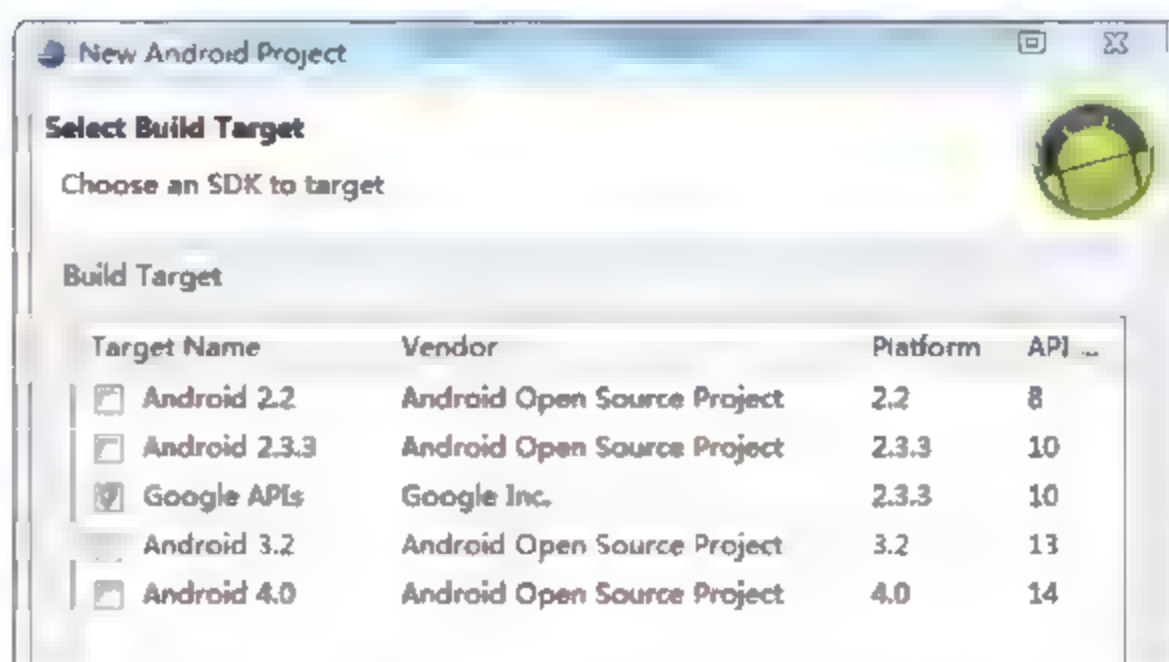 New Android Project
Select Build Target
Choose an SDK to target
Build Target
Target Name Vendor Platform API ...
Android 2.2 Android Open Source Project 2.2 8
Android 2.3.3 Android Open Source Project 2.3.3 10
Google APIs Google Inc. 2.3.3 10
Android 3.2 Android Open Source Project 3.2 13
Android 4.0 Android Open Source Project 4.0 14